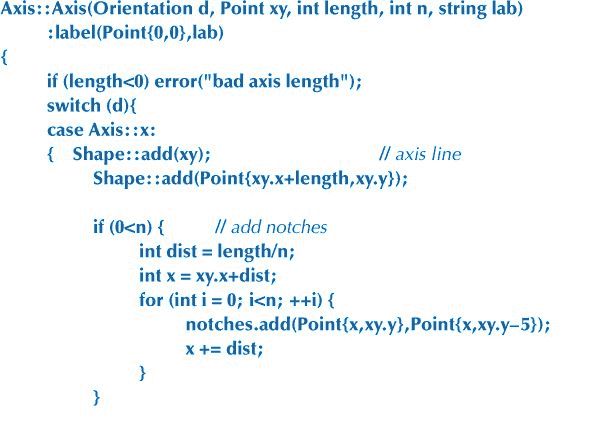 Axis::Axis(Orientation d, Point xy, int length, int n, string lab)
:label(Point{0,0},lab)
{
if (length<0) error("bad axis length");
switch (d){
case Axis::x:
{ Shape::add(xy); // axis line
Shape::add(Point{xy.x+length,xy.y});
if (0<n) { // add notches
int dist = length/n;
int x = xy.x+dist;
for (int i = 0; i<n; ++i) {
notches.add(Point{x,xy.y},Point{x,xy.y–5});
x += dist;
}
}